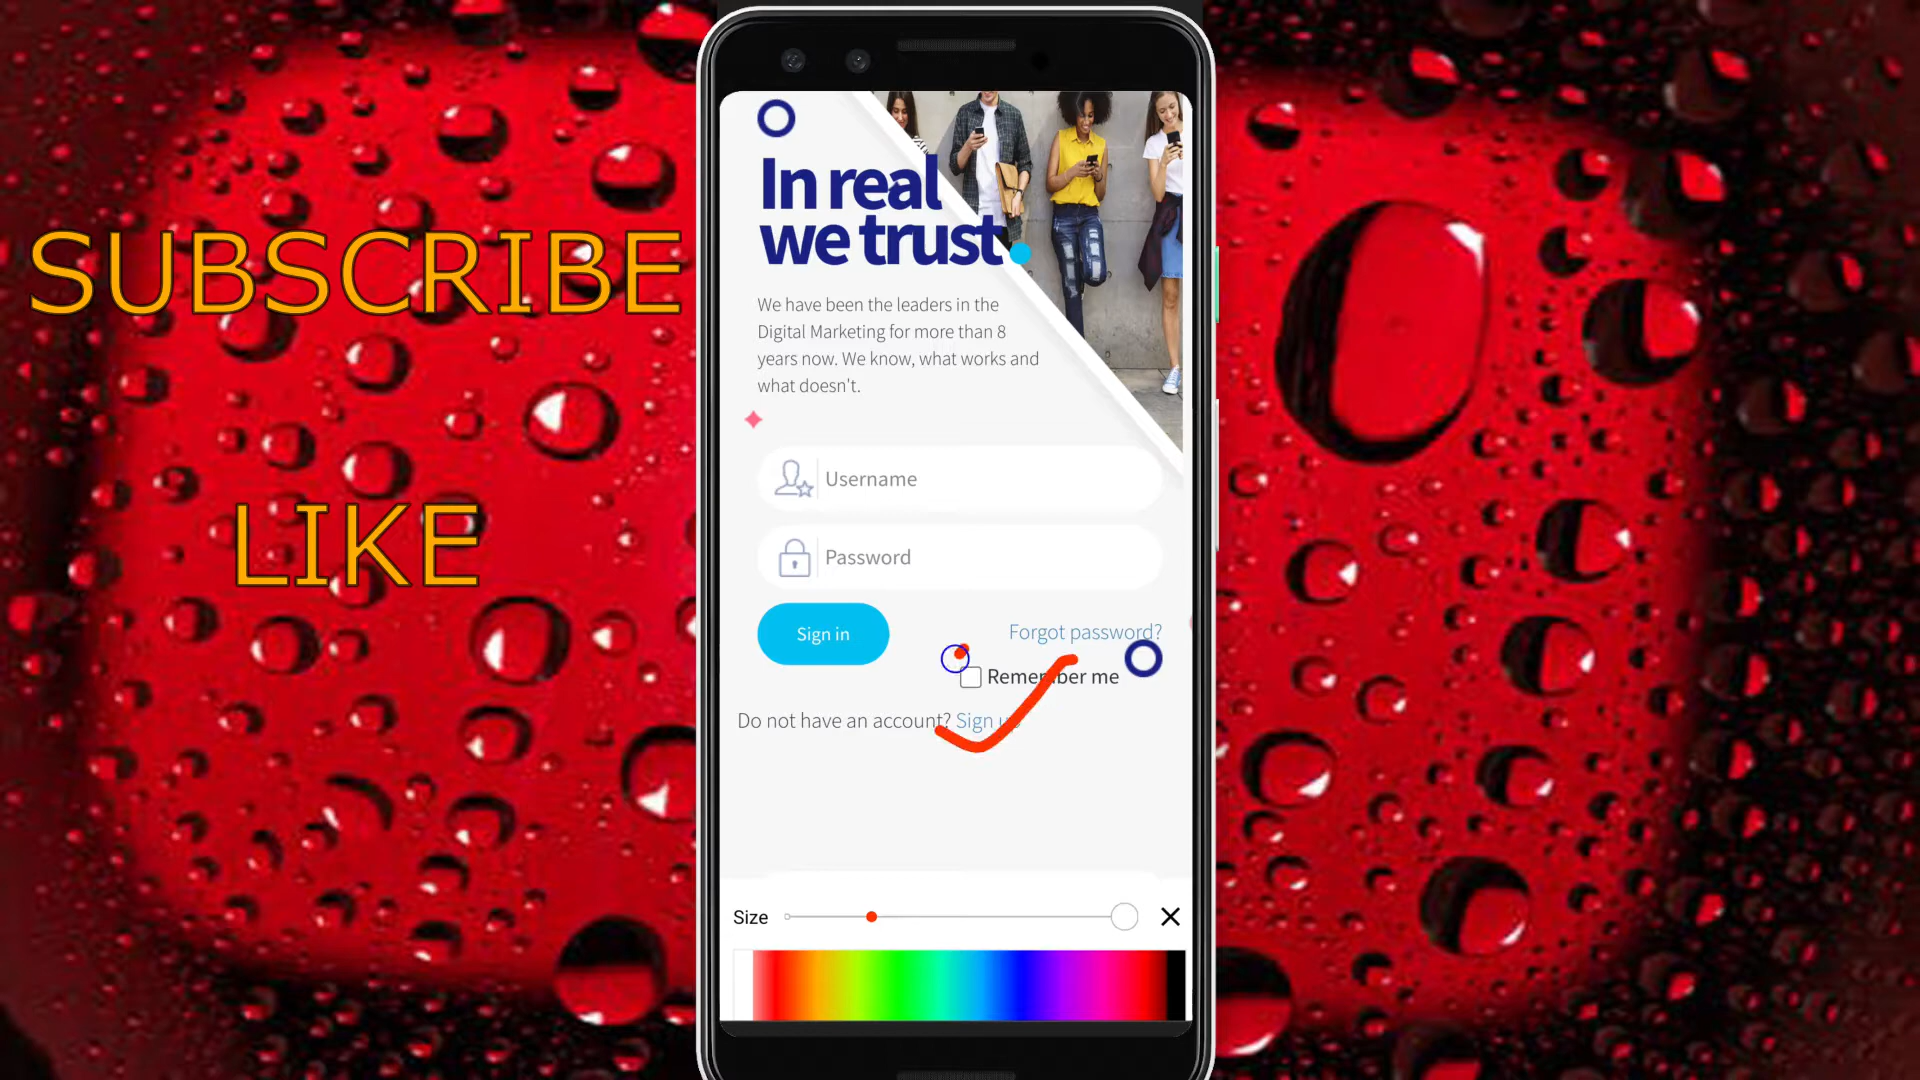 SUBSCRIBE
LIKE
In real
we trust
We have been the leaders in the
Digital Marketing for more than 8
years now. We know, what works and
what doesn't.
Username
Password
Sign in
Forgot password?
Remember me
Do not have an account? Sign
Size